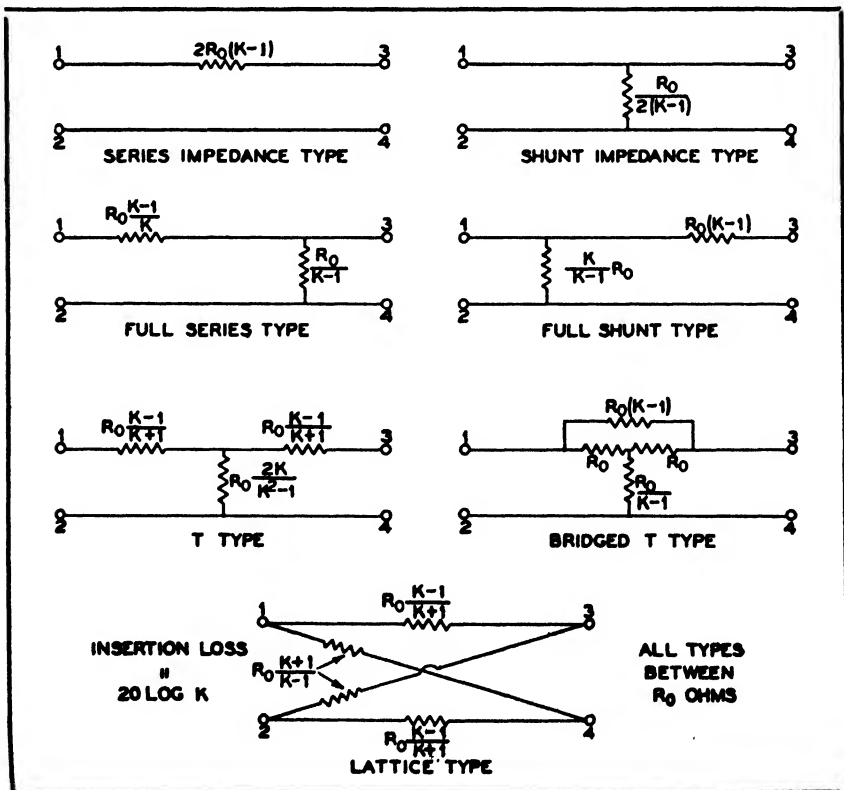 1 2R₀(K-1) 3
2 4
SERIES IMPEDANCE TYPE
1 3
R₀/2(K-1)
2 4
SHUNT IMPEDANCE TYPE
1 R₀ K-1/K 3
R₀/K-1
2 4
FULL SERIES TYPE
1 R₀(K-1) 3
K/K-1 R₀
2 4
FULL SHUNT TYPE
1 R₀ K-1/K+1 R₀ K-1/K+1 3
R₀ 2K/K²-1
2 4
T TYPE
R₀(K-1)
1 3
R₀ R₀
R₀/K-1
2 4
BRIDGED T TYPE
1 R₀ K-1/K+1 3
INSERTION LOSS
=
20 LOG K
R₀ K+1/K-1
ALL TYPES
BETWEEN
R₀ OHMS
2 4
R₀ K-1/K+1
LATTICE TYPE